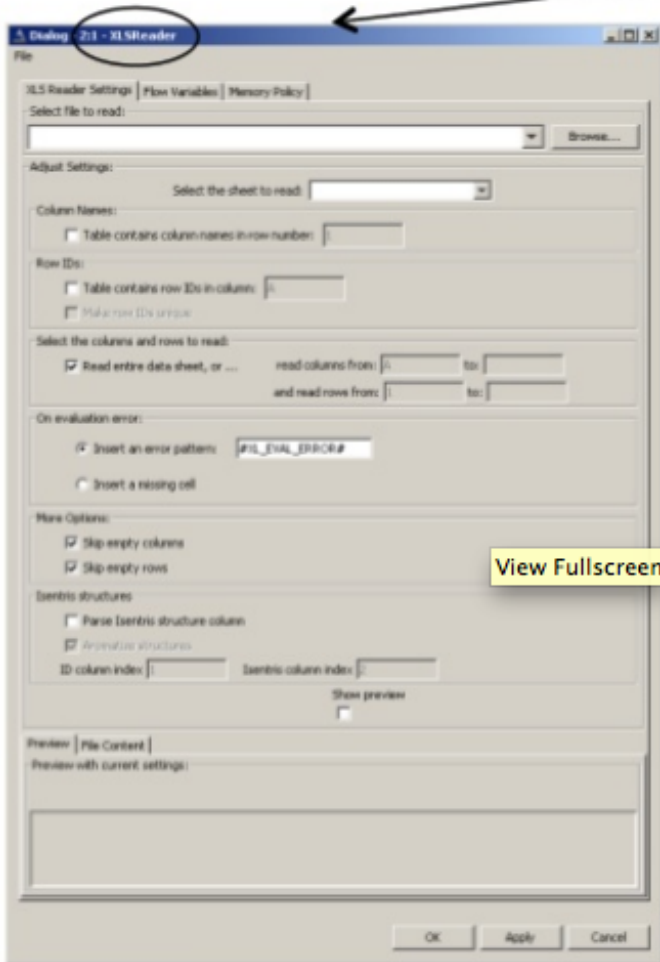 Dialog - 2:1 - XLSReader
File
XLS Reader Settings Flow Variables Memory Policy
Select file to read:
Browse...
Adjust Settings:
Select the sheet to read:
Column Names:
Table contains column names in row number: 1
Row IDs:
Table contains row IDs in column: A
Make row IDs unique
Select the columns and rows to read:
Read entire data sheet, or ... read columns from: A to:
and read rows from: 1 to:
On evaluation error:
Insert an error pattern: #XL_EVAL_ERROR#
Insert a missing cell
More Options:
Skip empty columns
Skip empty rows
View Fullscreen
Isentris structures
Parse Isentris structure column
Aromatize structures
ID column index 1 Isentris column index 2
Show preview
Preview File Content
Preview with current settings:
OK Apply Cancel